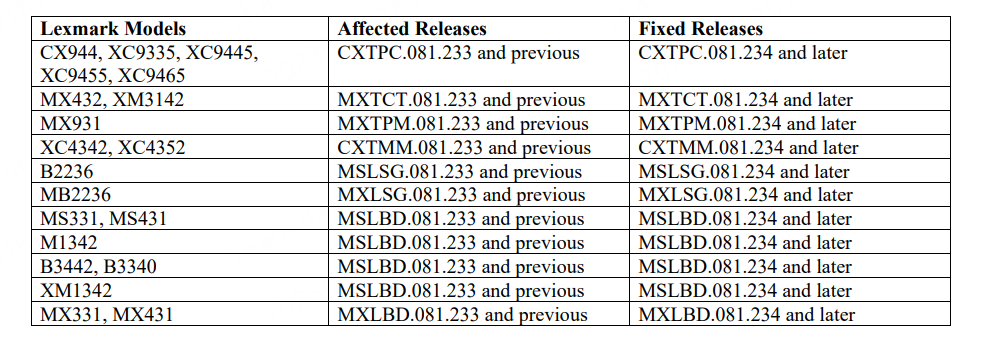 Lexmark Models Affected Releases Fixed Releases
CX944, XC9335, XC9445, CXTPC.081.233 and previous CXTPC.081.234 and later
XC9455, XC9465
MX432, XM3142 MXTCT.081.233 and previous MXTCT.081.234 and later
MX931 MXTPM.081.233 and previous MXTPM.081.234 and later
XC4342, XC4352 CXTMM.081.233 and previous CXTMM.081.234 and later
B2236 MSLSG.081.233 and previous MSLSG.081.234 and later
MB2236 MXLSG.081.233 and previous MXLSG.081.234 and later
MS331, MS431 MSLBD.081.233 and previous MSLBD.081.234 and later
M1342 MSLBD.081.233 and previous MSLBD.081.234 and later
B3442, B3340 MSLBD.081.233 and previous MSLBD.081.234 and later
XM1342 MSLBD.081.233 and previous MSLBD.081.234 and later
MX331, MX431 MXLBD.081.233 and previous MXLBD.081.234 and later